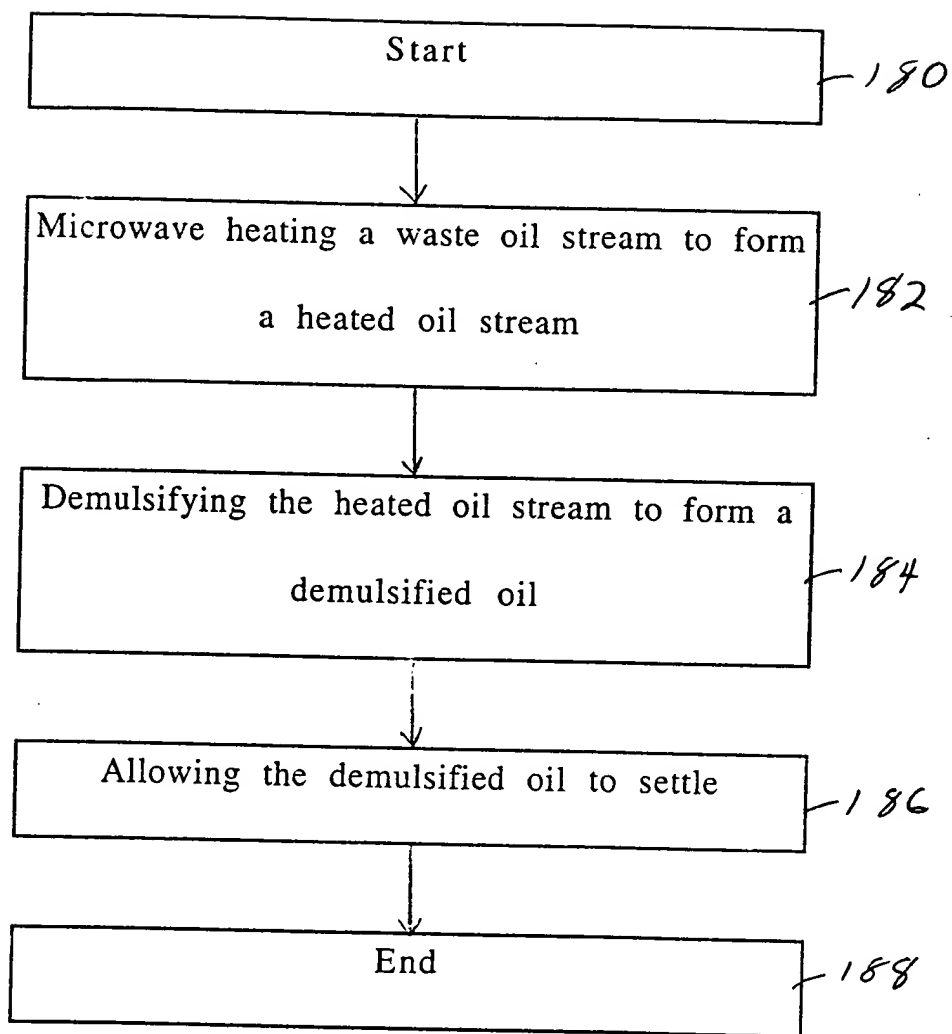 Start
180
Microwave heating a waste oil stream to form
a heated oil stream
182
Demulsifying the heated oil stream to form a
demulsified oil
184
Allowing the demulsified oil to settle
186
End
188